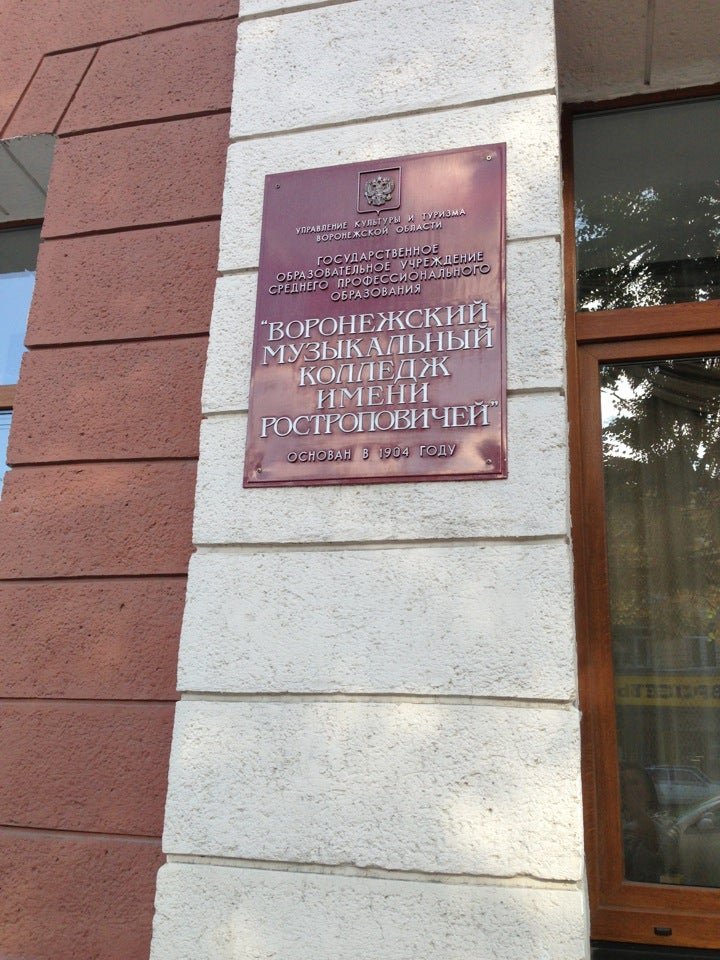 УПРАВЛЕНИЕ КУЛЬТУРЫ И ТУРИЗМА
ВОРОНЕЖСКОЙ ОБЛАСТИ
ГОСУДАРСТВЕННОЕ
ОБРАЗОВАТЕЛЬНОЕ УЧРЕЖДЕНИЕ
СРЕДНЕГО ПРОФЕССИОНАЛЬНОГО
ОБРАЗОВАНИЯ
"ВОРОНЕЖСКИЙ
МУЗЫКАЛЬНЫЙ
КОЛЛЕДЖ
ИМЕНИ
РОСТРОПОВИЧЕЙ"
ОСНОВАН В 1904 ГОДУ